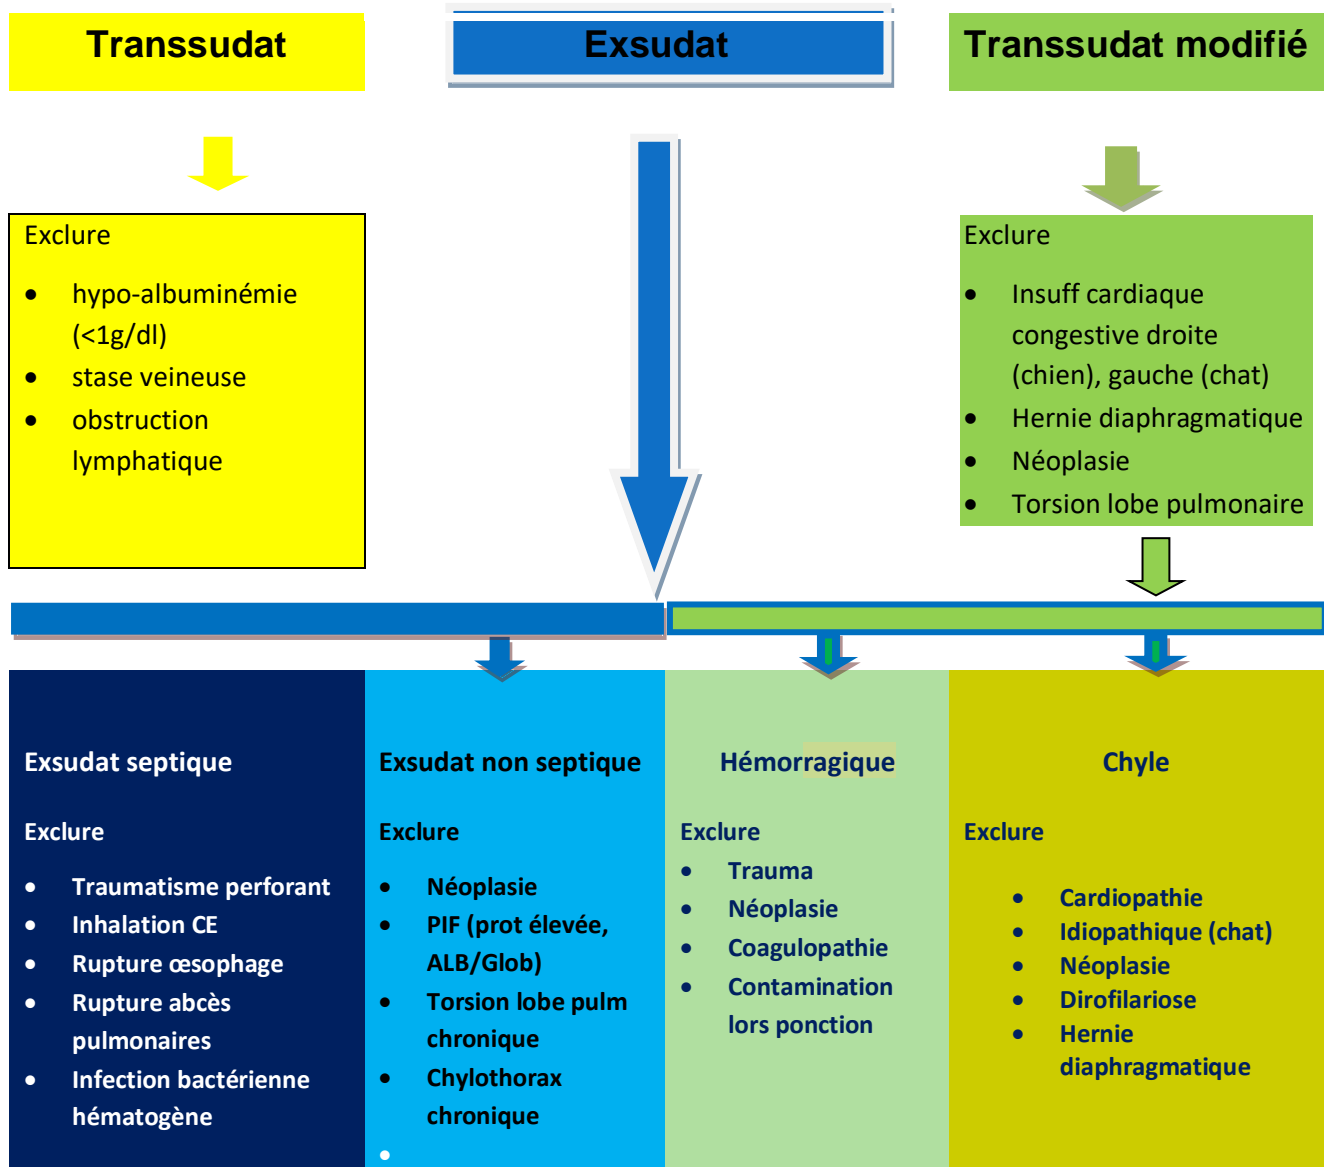 Transsudat
Exsudat
Transsudat modifié
Exclure
• hypo-albuminémie
(<1g/dl)
• stase veineuse
• obstruction
lymphatique
Exclure
• Insuff cardiaque
congestive droite
(chien), gauche (chat)
• Hernie diaphragmatique
• Néoplasie
• Torsion lobe pulmonaire
Exsudat septique
Exclure
• Traumatisme perforant
• Inhalation CE
• Rupture œsophage
• Rupture abcès
pulmonaires
• Infection bactérienne
hématogène
Exsudat non septique
Exclure
• Néoplasie
• PIF (prot élevée,
ALB/Glob)
• Torsion lobe pulm
chronique
• Chylothorax
chronique
•
Hémorragique
Exclure
• Trauma
• Néoplasie
• Coagulopathie
• Contamination
lors ponction
Chyle
Exclure
• Cardiopathie
• Idiopathique (chat)
• Néoplasie
• Dirofilariose
• Hernie
diaphragmatique